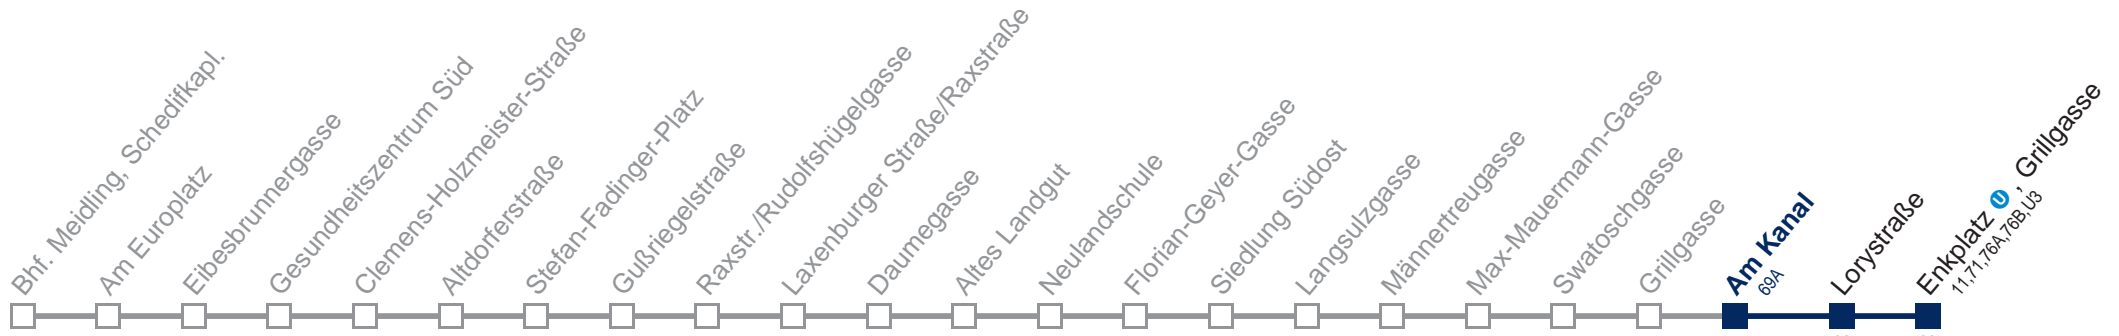 Bhf. Meidling, Schedifkapl.
Am Europlatz
Eibesbrunnergasse
Gesundheitszentrum Süd
Clemens-Holzmeister-Straße
Altdorferstraße
Stefan-Fadinger-Platz
Gußriegelstraße
Raxstr./Rudolfshügelgasse
Laxenburger Straße/Raxstraße
Daumegasse
Altes Landgut
Neulandschule
Florian-Geyer-Gasse
Siedlung Südost
Langsulzgasse
Männertreugasse
Max-Mauermann-Gasse
Swatoschgasse
Grillgasse
Am Kanal
69A
Lorystraße
Enkplatz U , Grillgasse
11,71,76A,76B,U3